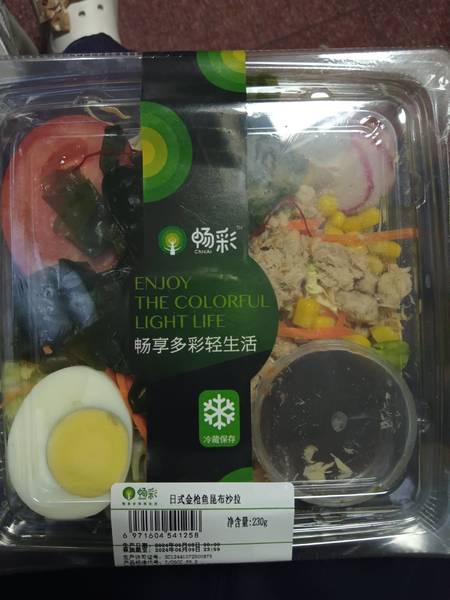 畅彩
ChicAi
ENJOY
THE COLORFUL
LIGHT LIFE
畅享多彩轻生活
冷藏保存
畅彩
日式金枪鱼昆布沙拉
净含量:230g
6 971604 541258